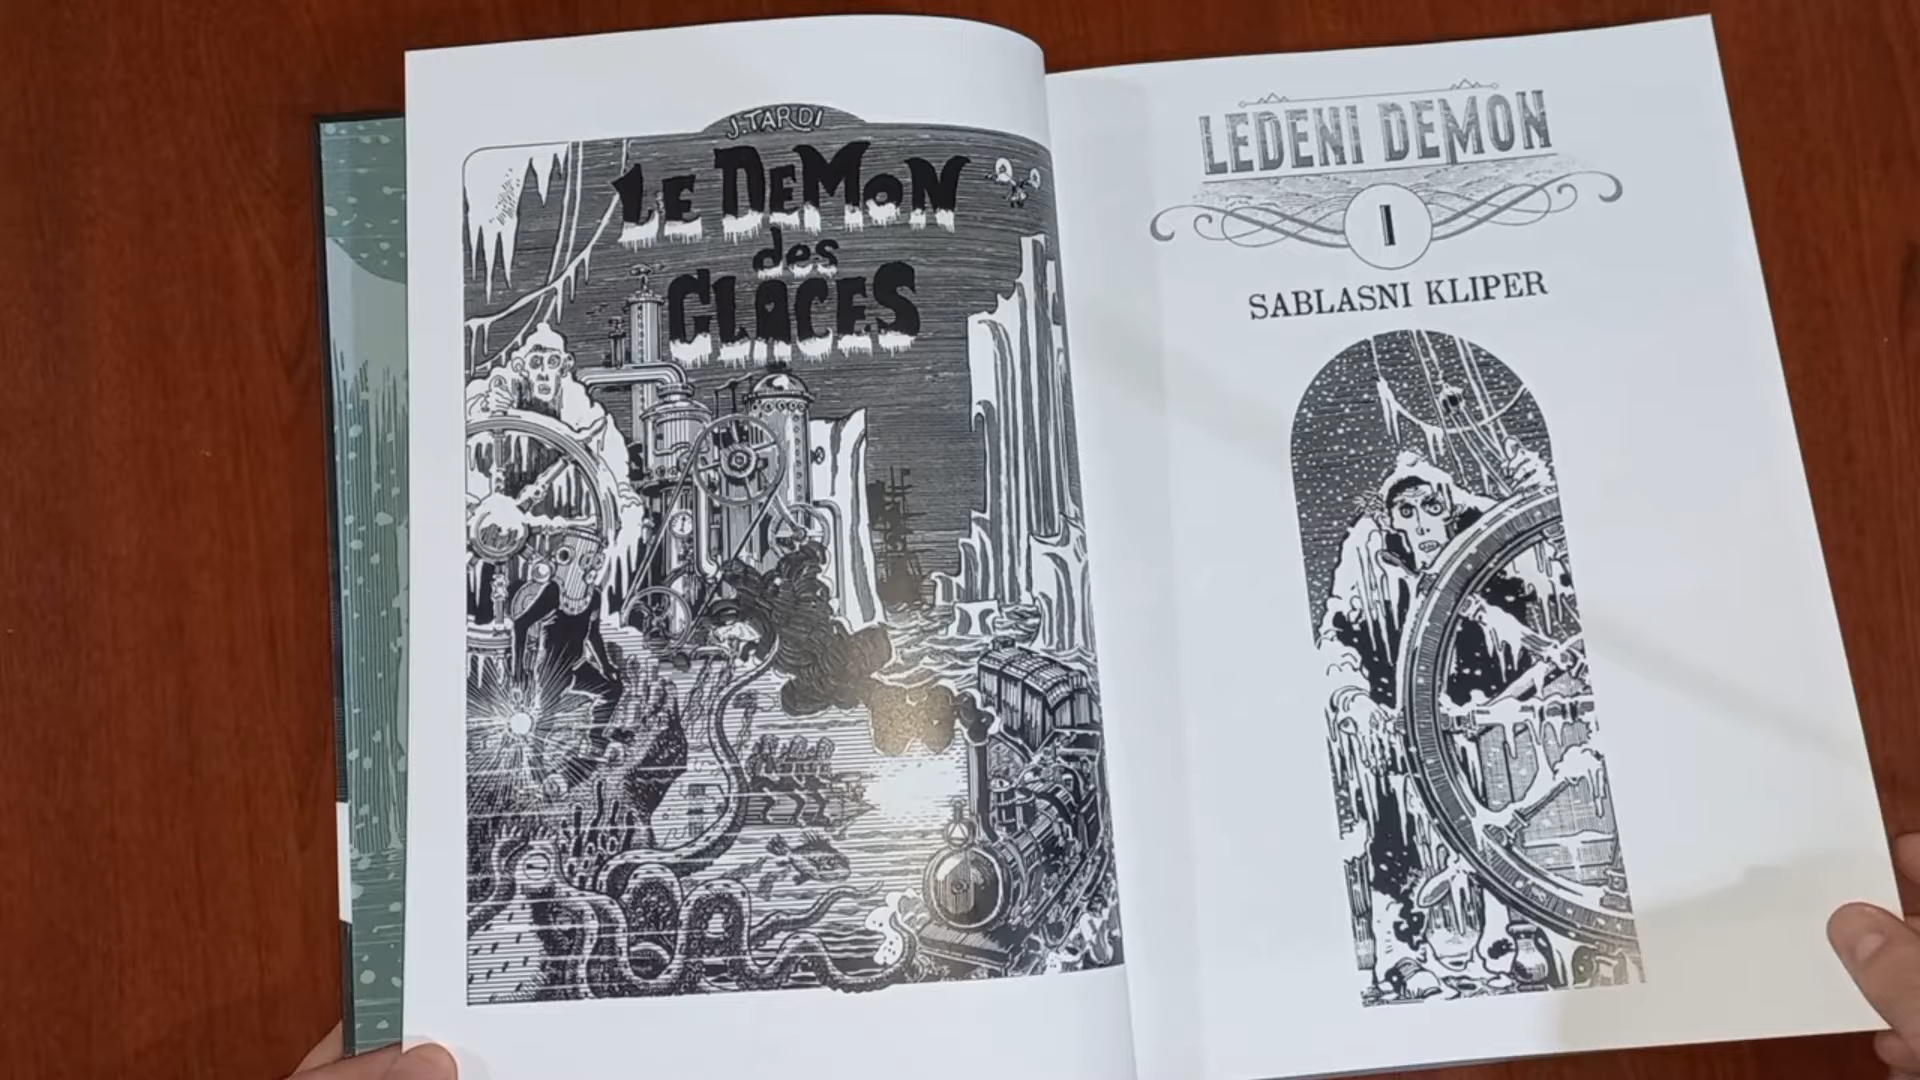 J. TARDI
LE DEMON
des
GLACES
LEDENI DEMON
I
SABLASNI KLIPER